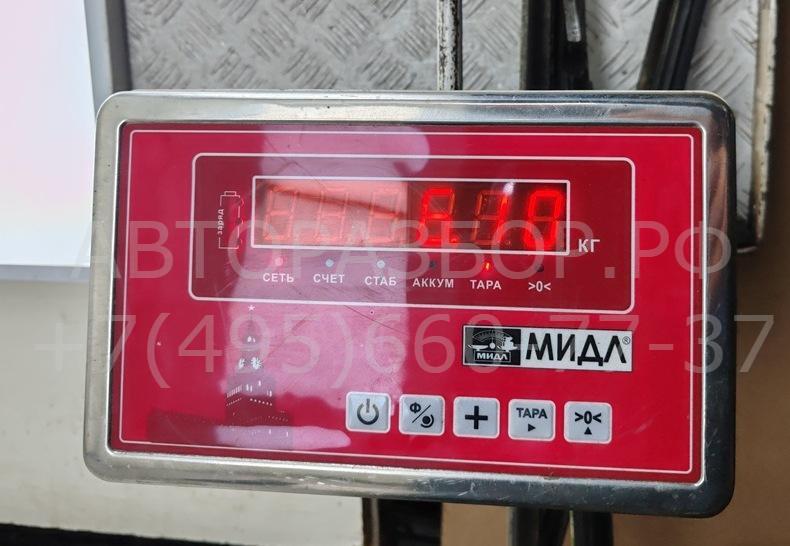 заряд
КГ
СЕТЬ СЧЕТ СТАБ АККУМ ТАРА >0<
АВТОРАЗБОР.РФ
+7(495)660-77-37
МИДЛ МИДЛ®
Ф/ + ТАРА >0<